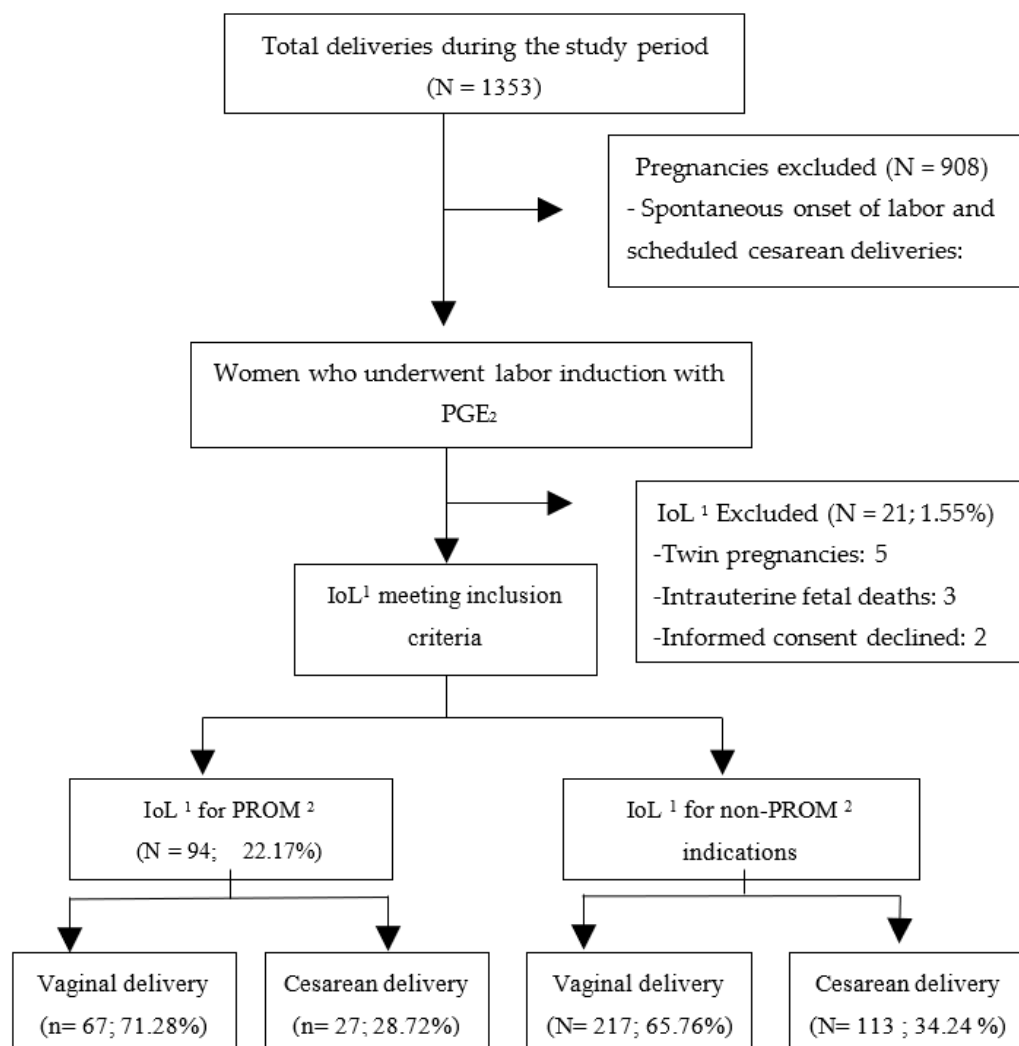 Total deliveries during the study period
(N = 1353)
Pregnancies excluded (N = 908)
- Spontaneous onset of labor and
scheduled cesarean deliveries:
Women who underwent labor induction with
PGE₂
IoL ¹ Excluded (N = 21; 1.55%)
-Twin pregnancies: 5
-Intrauterine fetal deaths: 3
-Informed consent declined: 2
IoL¹ meeting inclusion
criteria
IoL ¹ for PROM ²
(N = 94; 22.17%)
IoL ¹ for non-PROM ²
indications
Vaginal delivery
(n= 67; 71.28%)
Cesarean delivery
(n= 27; 28.72%)
Vaginal delivery
(N= 217; 65.76%)
Cesarean delivery
(N= 113 ; 34.24 %)